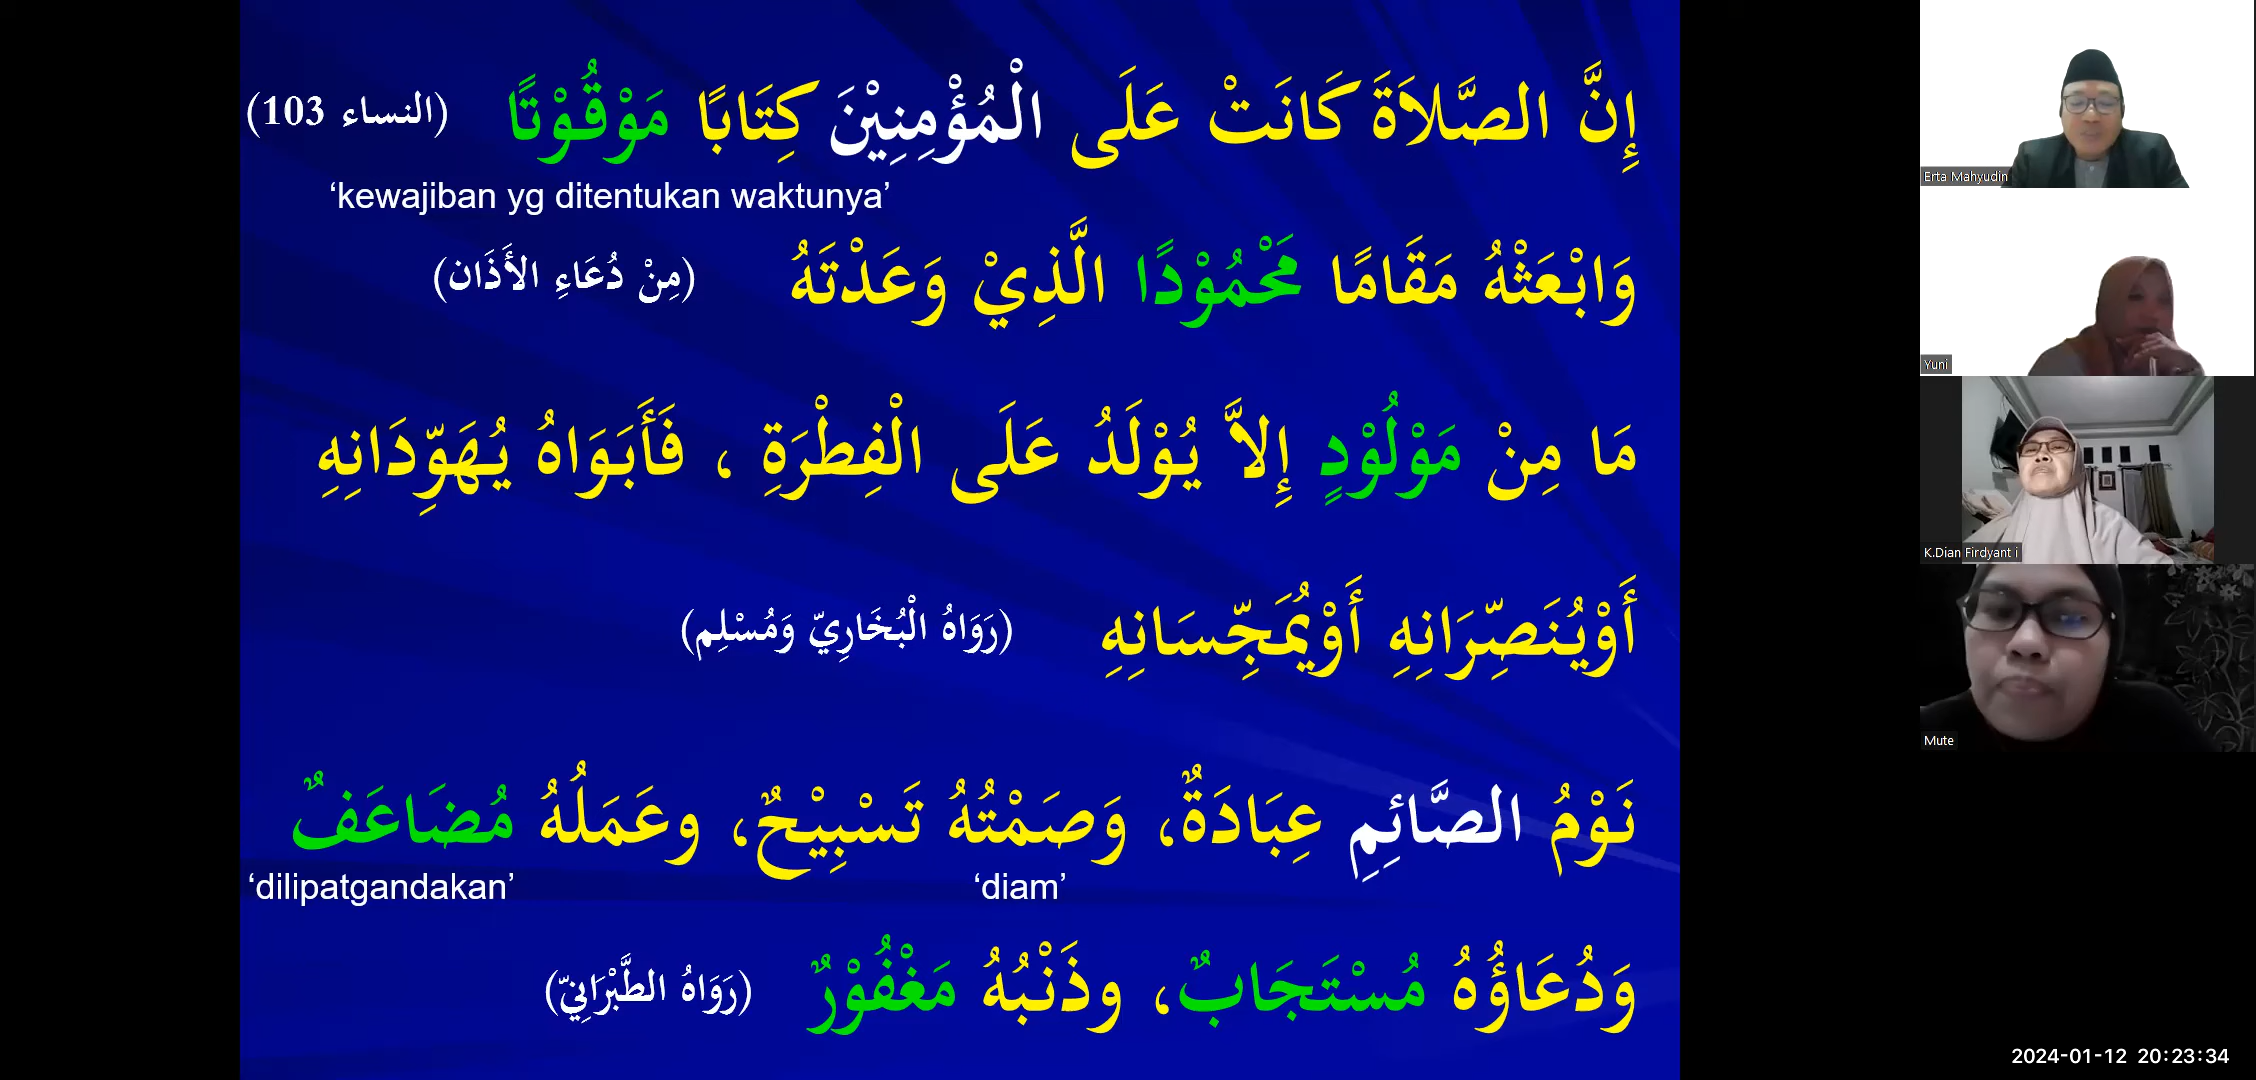 إِنَّ الصَّلاَةَ كَانَتْ عَلَى الْمُؤْمِنِيْنَ كِتَابًا مَوْقُوْتًا (النساء 103)
‘kewajiban yg ditentukan waktunya’
وَابْعَثْهُ مَقَامًا مَحْمُوْدًا الَّذِيْ وَعَدْتَهُ (مِنْ دُعَاءِ الأَذَان)
مَا مِنْ مَوْلُوْدٍ إِلاَّ يُوْلَدُ عَلَى الْفِطْرَةِ ، فَأَبَوَاهُ يُهَوِّدَانِهِ
أَوْيُنَصِّرَانِهِ أَوْيُمَجِّسَانِهِ (رَوَاهُ الْبُخَارِيّ وَمُسْلِم)
نَوْمُ الصَّائِمِ عِبَادَةٌ، وَصَمْتُهُ تَسْبِيْحٌ، وعَمَلُهُ مُضَاعَفٌ
‘diam’ ‘dilipatgandakan’
وَدُعَاؤُهُ مُسْتَجَابٌ، وذَنْبُهُ مَغْفُوْرٌ (رَوَاهُ الطَّبْرَانِيّ)
Erta Mahyudin
Yuni
K.Dian Firdyant i
Mute
2024-01-12 20:23:34